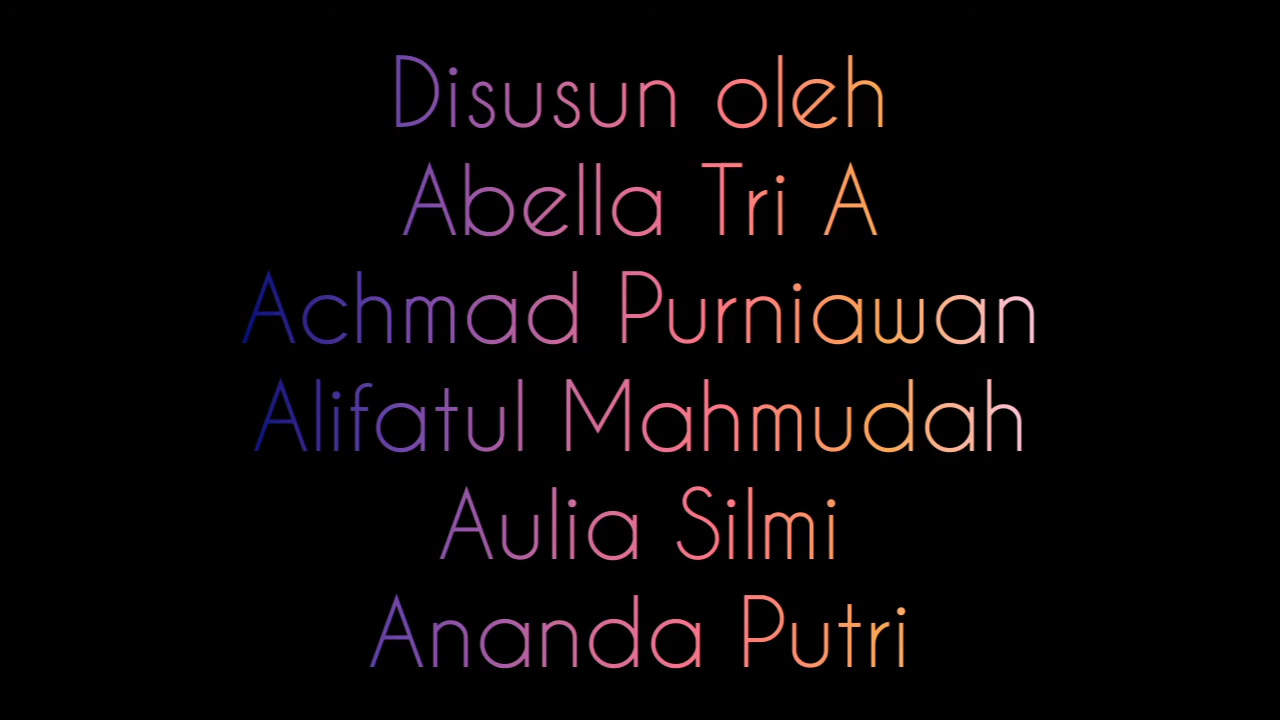 Disusun oleh
Abella Tri A
Achmad Purniawan
Alifatul Mahmudah
Aulia Silmi
Ananda Putri